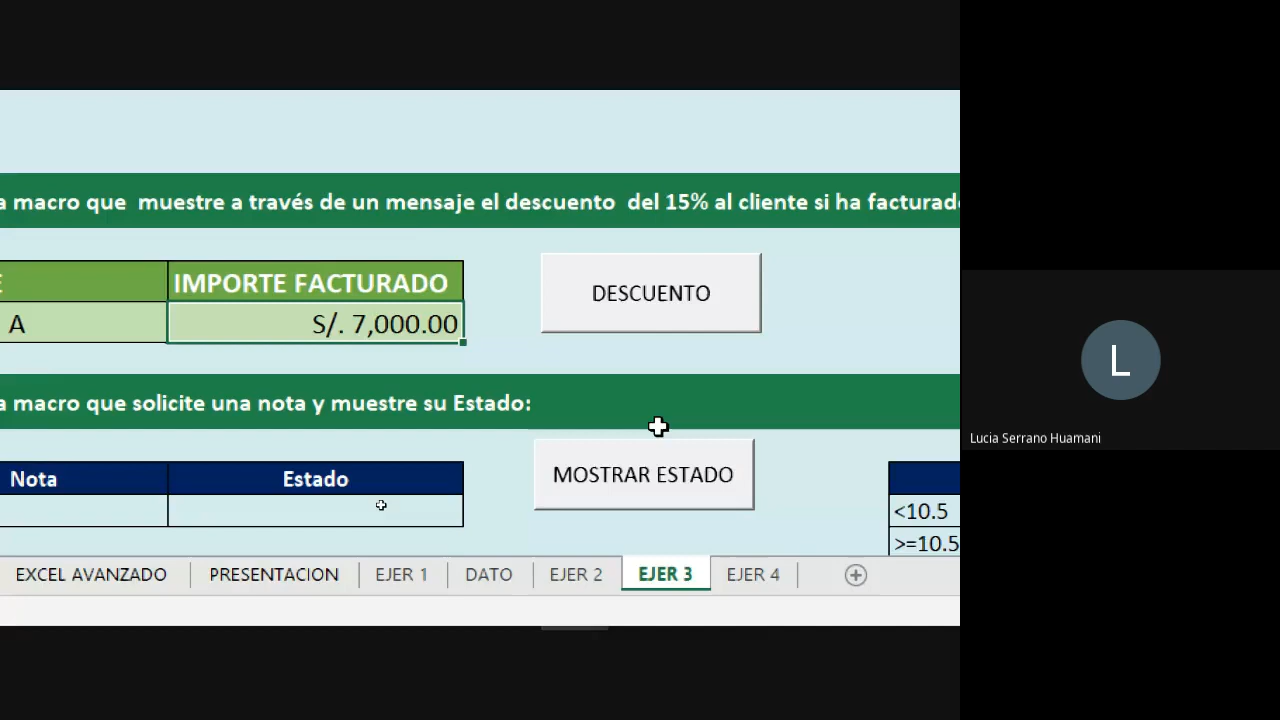 a macro que muestre a través de un mensaje el descuento del 15% al cliente si ha facturad
IMPORTE FACTURADO
DESCUENTO
A
S/. 7,000.00
a macro que solicite una nota y muestre su Estado:
Nota
Estado
MOSTRAR ESTADO
<10.5
>=10.5
EXCEL AVANZADO
PRESENTACION
EJER 1
DATO
EJER 2
EJER 3
EJER 4
L
Lucia Serrano Huamani